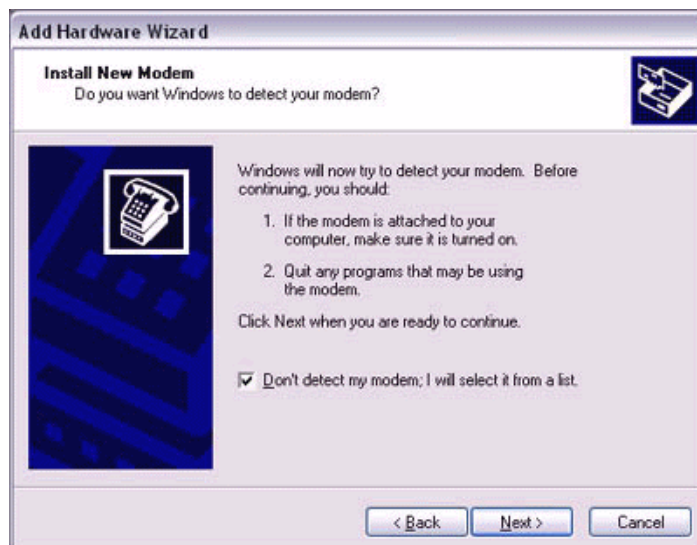 Add Hardware Wizard
Install New Modem
Do you want Windows to detect your modem?
Windows will now try to detect your modem. Before
continuing, you should:
1. If the modem is attached to your
computer, make sure it is turned on.
2. Quit any programs that may be using
the modem.
Click Next when you are ready to continue.
Don't detect my modem; I will select it from a list.
< Back
Next >
Cancel